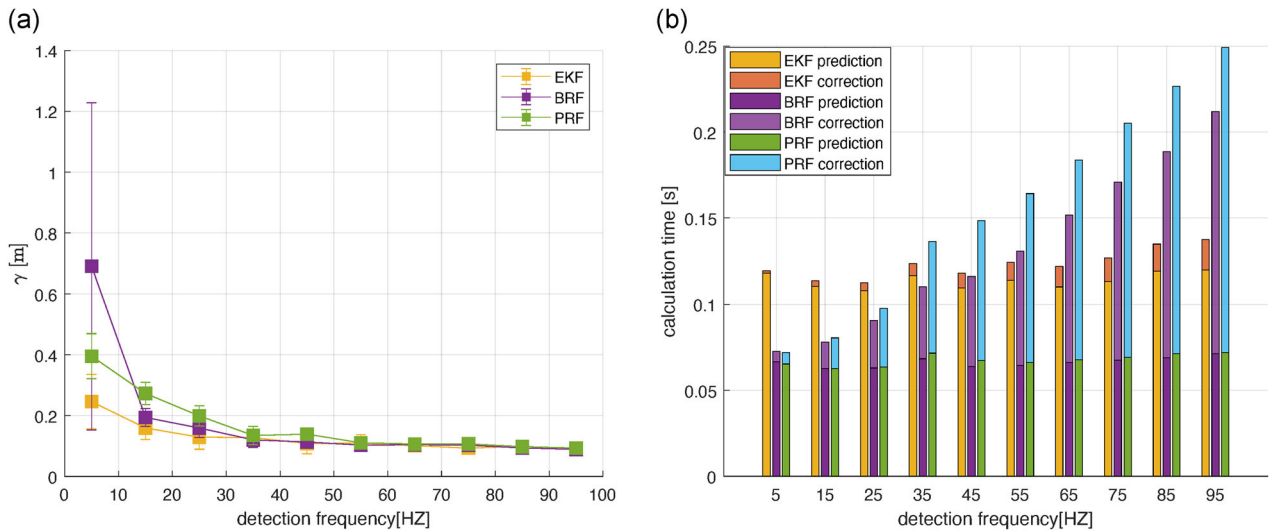 (a)
1.4
1.2
1
0.8
0.6
0.4
0.2
0
γ [m]
EKF
BRF
PRF
0 10 20 30 40 50 60 70 80 90 100
detection frequency[HZ]
(b)
0.25
0.2
0.15
0.1
0.05
0
calculation time [s]
EKF prediction
EKF correction
BRF prediction
BRF correction
PRF prediction
PRF correction
5 15 25 35 45 55 65 75 85 95
detection frequency[HZ]